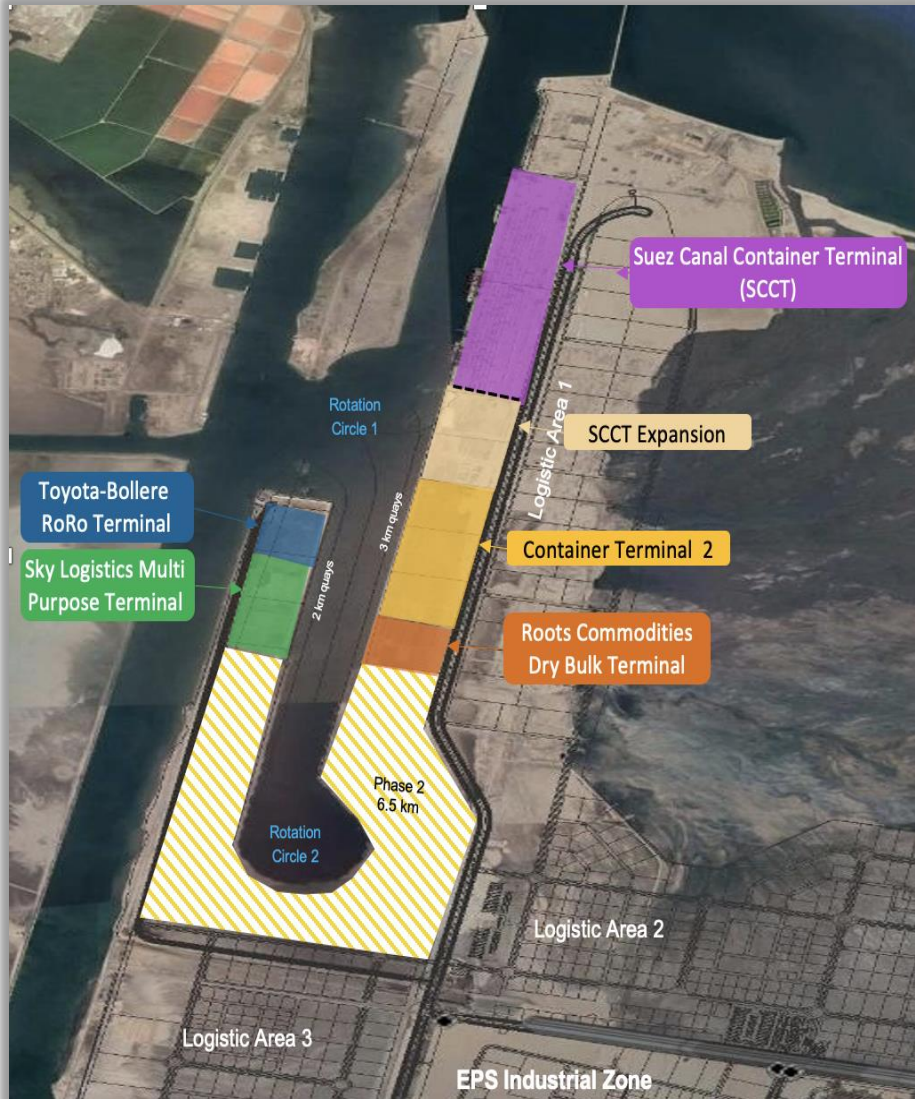 Suez Canal Container Terminal
(SCCT)
Logistic Area 1
Rotation
Circle 1
SCCT Expansion
Toyota-Bollere
RoRo Terminal
3 km quays
Container Terminal 2
Sky Logistics Multi
Purpose Terminal
2 km quays
Roots Commodities
Dry Bulk Terminal
Phase 2
6.5 km
Rotation
Circle 2
Logistic Area 2
Logistic Area 3
EPS Industrial Zone